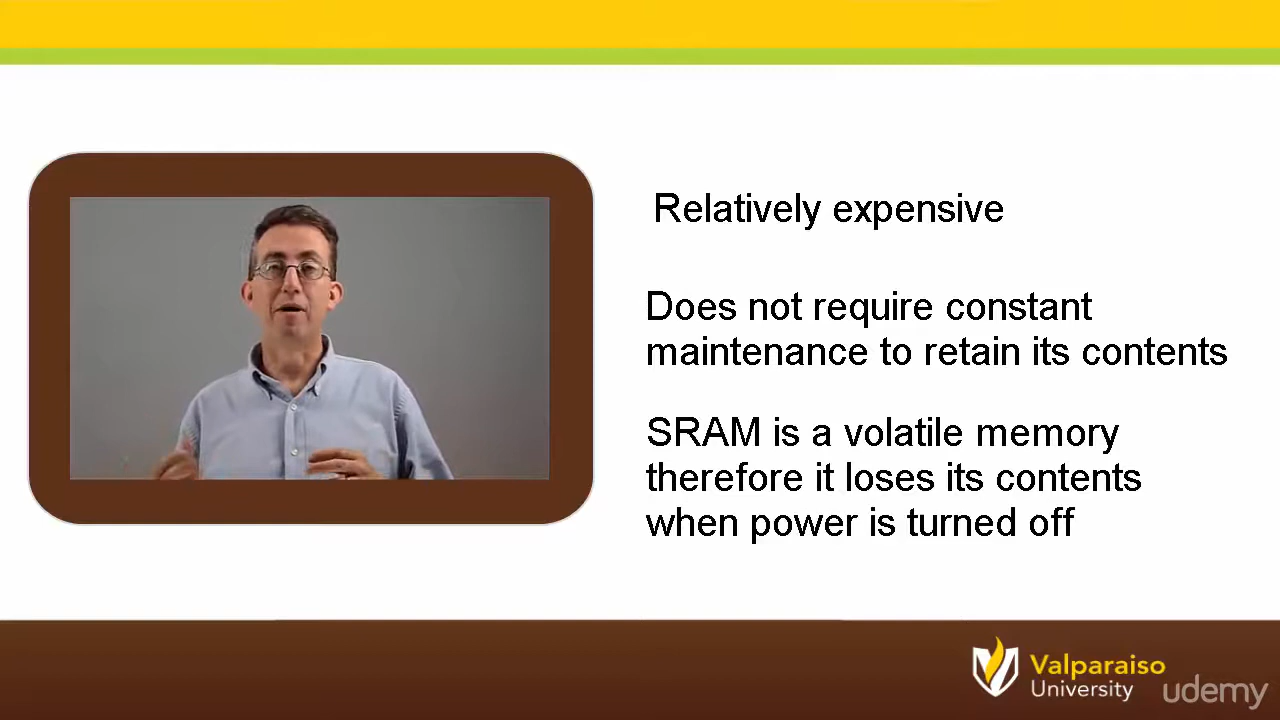 Relatively expensive
Does not require constant
maintenance to retain its contents
SRAM is a volatile memory
therefore it loses its contents
when power is turned off
Valparaiso
University
udemy